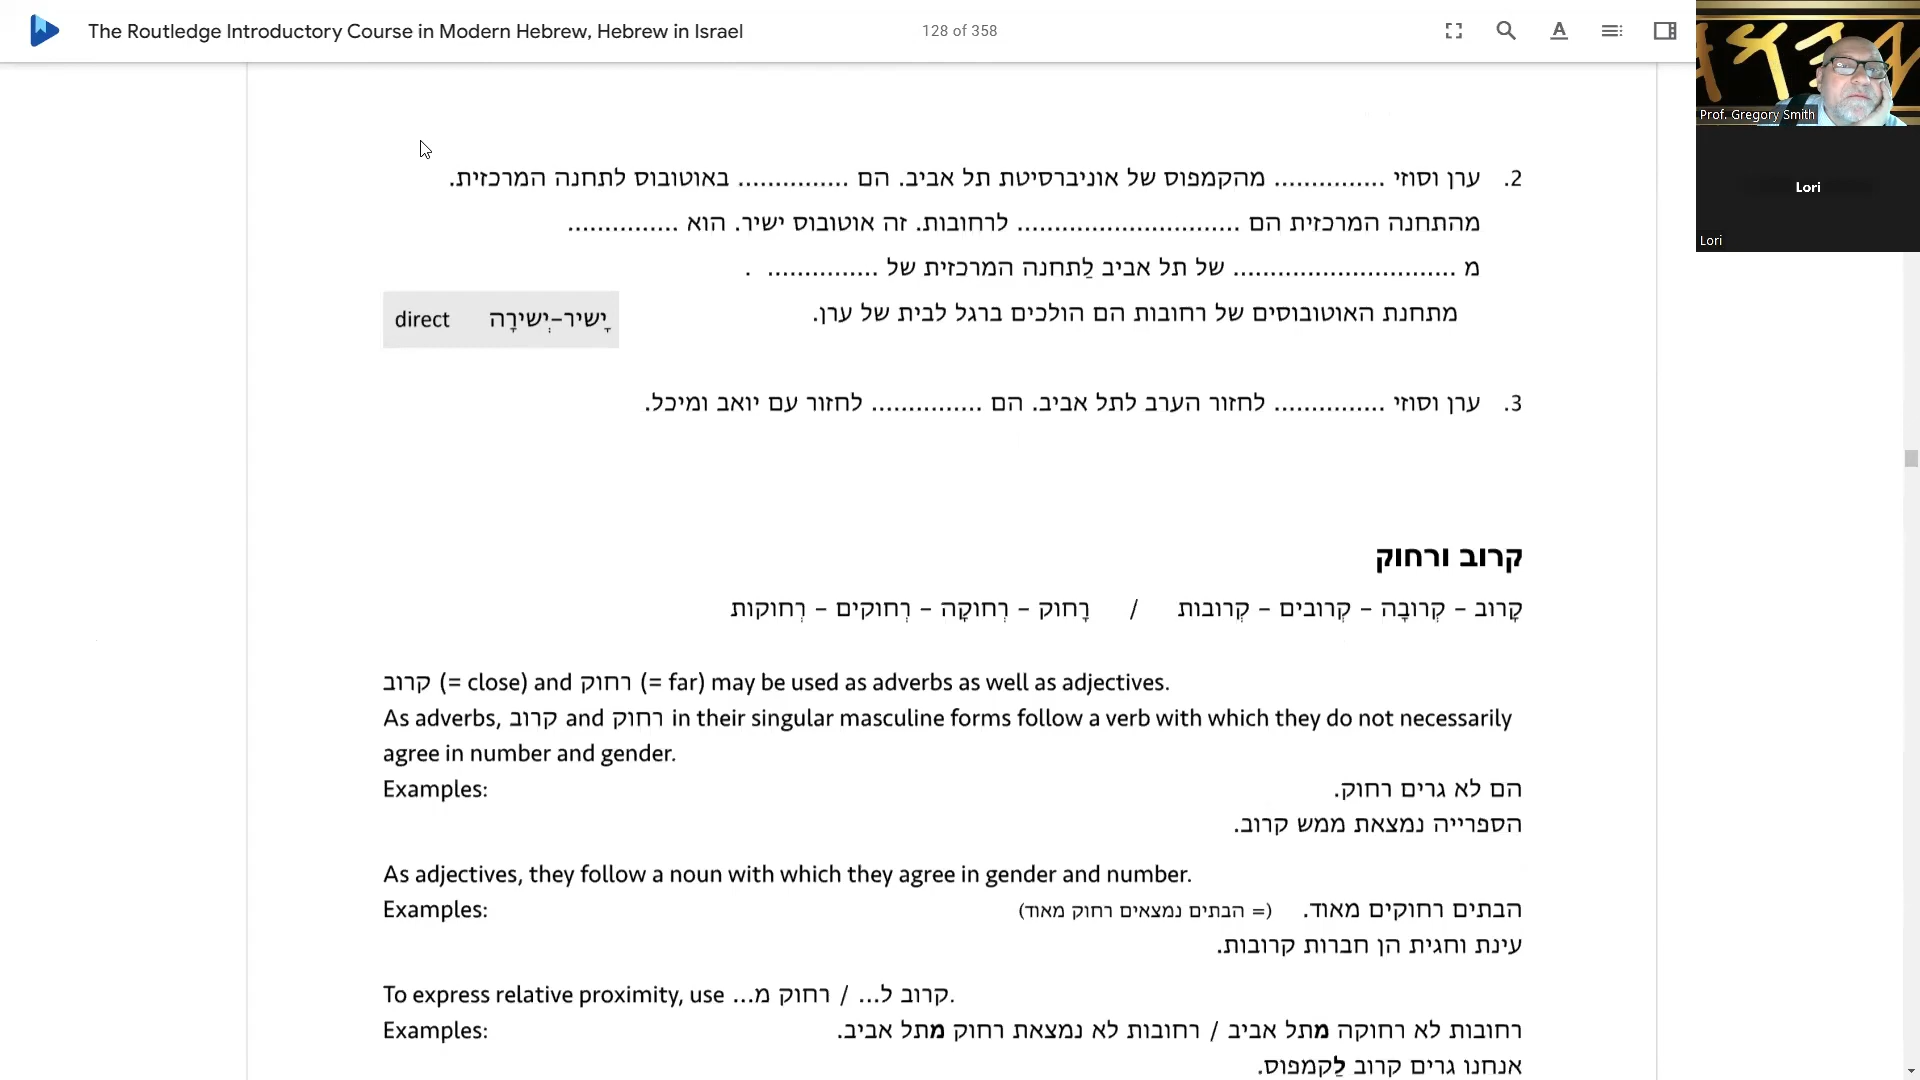 The Routledge Introductory Course in Modern Hebrew, Hebrew in Israel
128 of 358
Prof. Gregory Smith
Lori
Lori
2. ערן וסוזי ............... מהקמפוס של אוניברסיטת תל אביב. הם ............... באוטובוס לתחנה המרכזית.
מהתחנה המרכזית הם .............................. לרחובות. זה אוטובוס ישיר. הוא ...............
מ .............................. של תל אביב לַתחנה המרכזית של ............... .
מתחנת האוטובוסים של רחובות הם הולכים ברגל לבית של ערן.
יָשיר–יְשירָה direct
3. ערן וסוזי ............... לחזור הערב לתל אביב. הם ............... לחזור עם יואב ומיכל.
קרוב ורחוק
קָרוב – קְרובָה – קְרובים – קְרובות / רָחוק – רְחוקָה – רְחוקים – רְחוקות
קרוב (= close) and רחוק (= far) may be used as adverbs as well as adjectives.
As adverbs, קרוב and רחוק in their singular masculine forms follow a verb with which they do not necessarily
agree in number and gender.
Examples: הם לא גרים רחוק.
הספרייה נמצאת ממש קרוב.
As adjectives, they follow a noun with which they agree in gender and number.
Examples: הבתים רחוקים מאוד. (= הבתים נמצאים רחוק מאוד)
עינת וחגית הן חברות קרובות.
To express relative proximity, use קרוב ל... / רחוק מ....
Examples: רחובות לא רחוקה מתל אביב / רחובות לא נמצאת רחוק מתל אביב.
אנחנו גרים קרוב לַקמפוס.